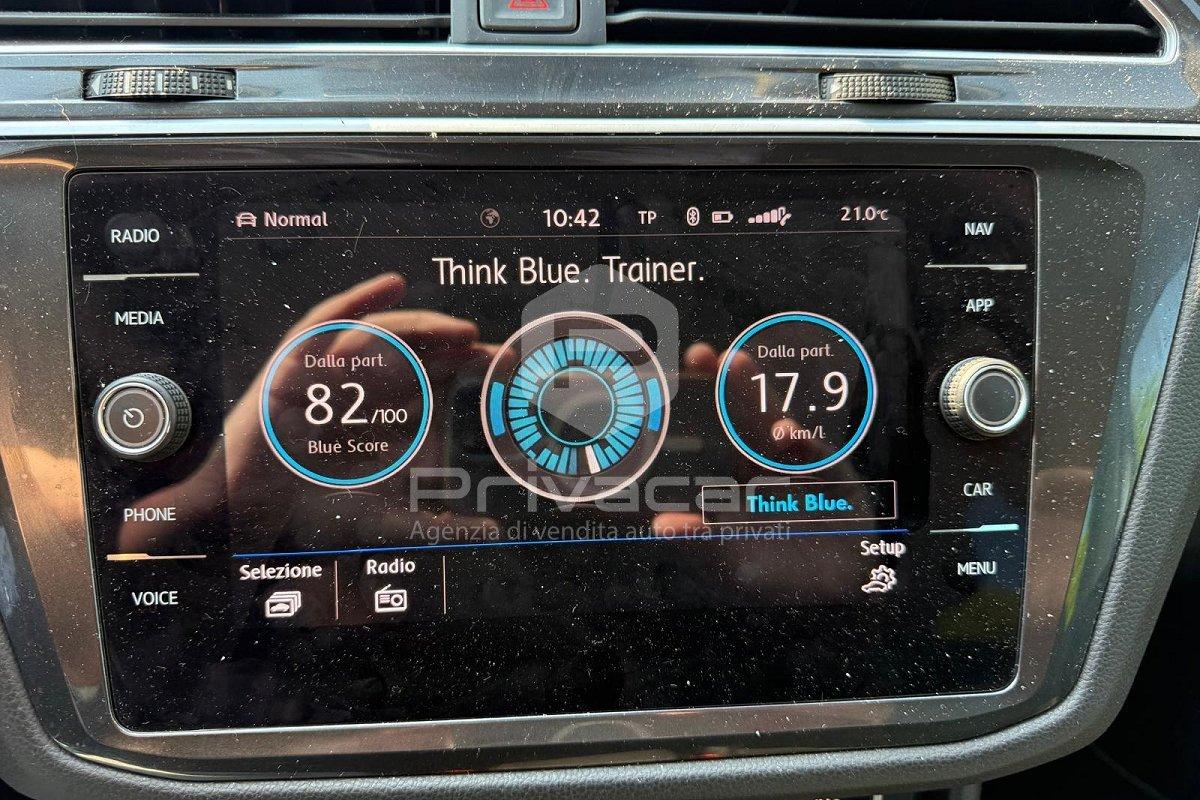 Normal
10:42
TP
21.0°C
RADIO
MEDIA
PHONE
VOICE
Think Blue. Trainer.
Dalla part.
82/100
Blue Score
Dalla part.
17.9
Ø km/l
Think Blue.
Privacar
Agenzia di vendita auto tra privati
Selezione
Radio
Setup
NAV
APP
CAR
MENU